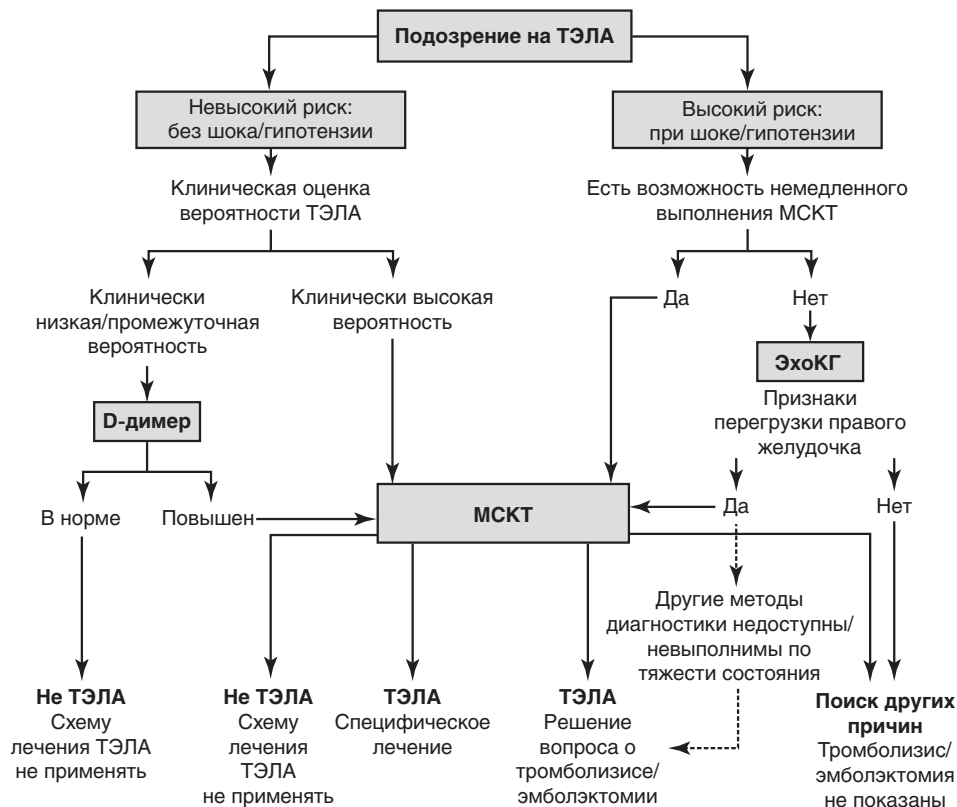 Подозрение на ТЭЛА
Невысокий риск:
без шока/гипотензии
Высокий риск:
при шоке/гипотензии
Клиническая оценка
вероятности ТЭЛА
Есть возможность немедленного
выполнения МСКТ
Клинически
низкая/промежуточная
вероятность
Клинически высокая
вероятность
Да
Нет
ЭхоКГ
D-димер
Признаки
перегрузки правого
желудочка
В норме
Повышен
МСКТ
Да
Нет
Другие методы
диагностики недоступны/
невыполнимы по
тяжести состояния
Не ТЭЛА
Схему
лечения ТЭЛА
не применять
Не ТЭЛА
Схему
лечения
ТЭЛА
не применять
ТЭЛА
Специфическое
лечение
ТЭЛА
Решение
вопроса о
тромболизисе/
эмболэктомии
Поиск других
причин
Тромболизис/
эмболэктомия
не показаны